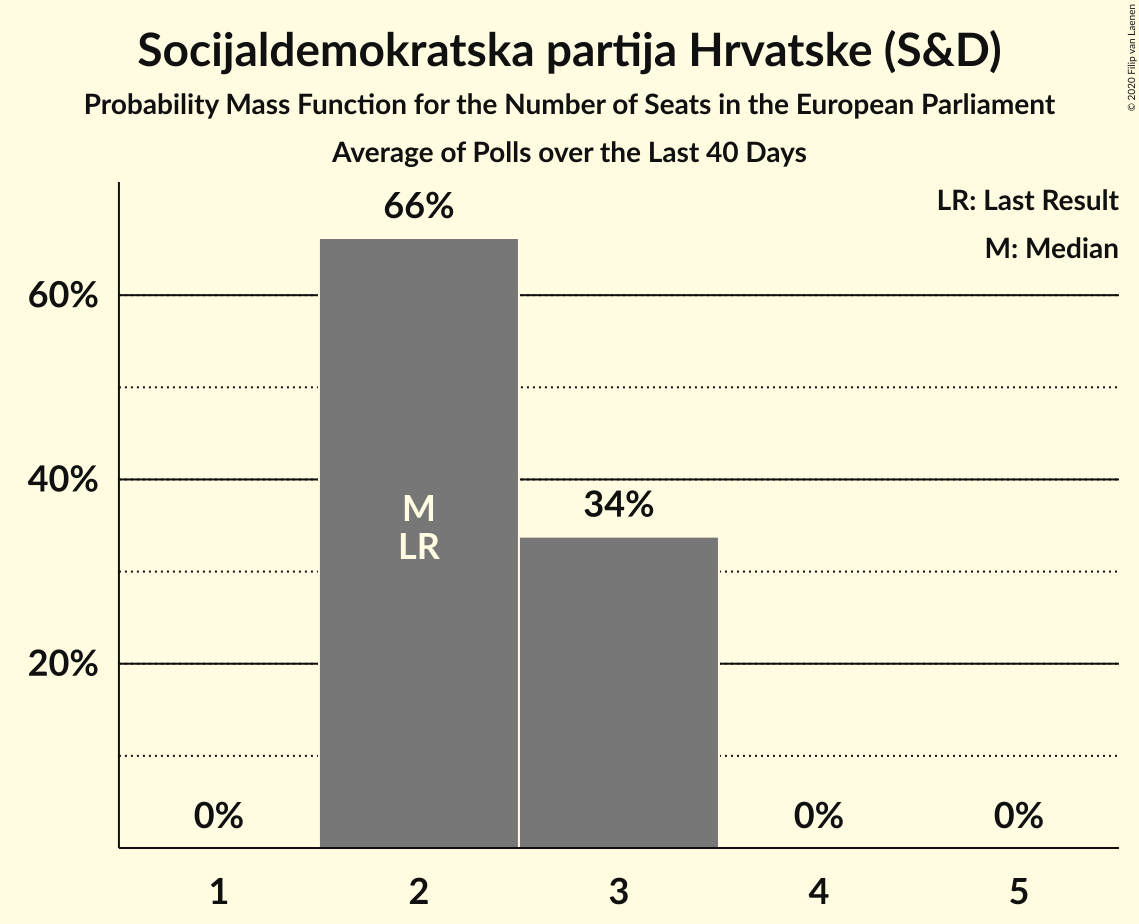 Socijaldemokratska partija Hrvatske (S&D)
Probability Mass Function for the Number of Seats in the European Parliament
Average of Polls over the Last 40 Days
© 2020 Filip van Laenen
LR: Last Result
M: Median
66%
60%
40%
34%
M
LR
20%
0%
0%
0%
1
2
3
4
5